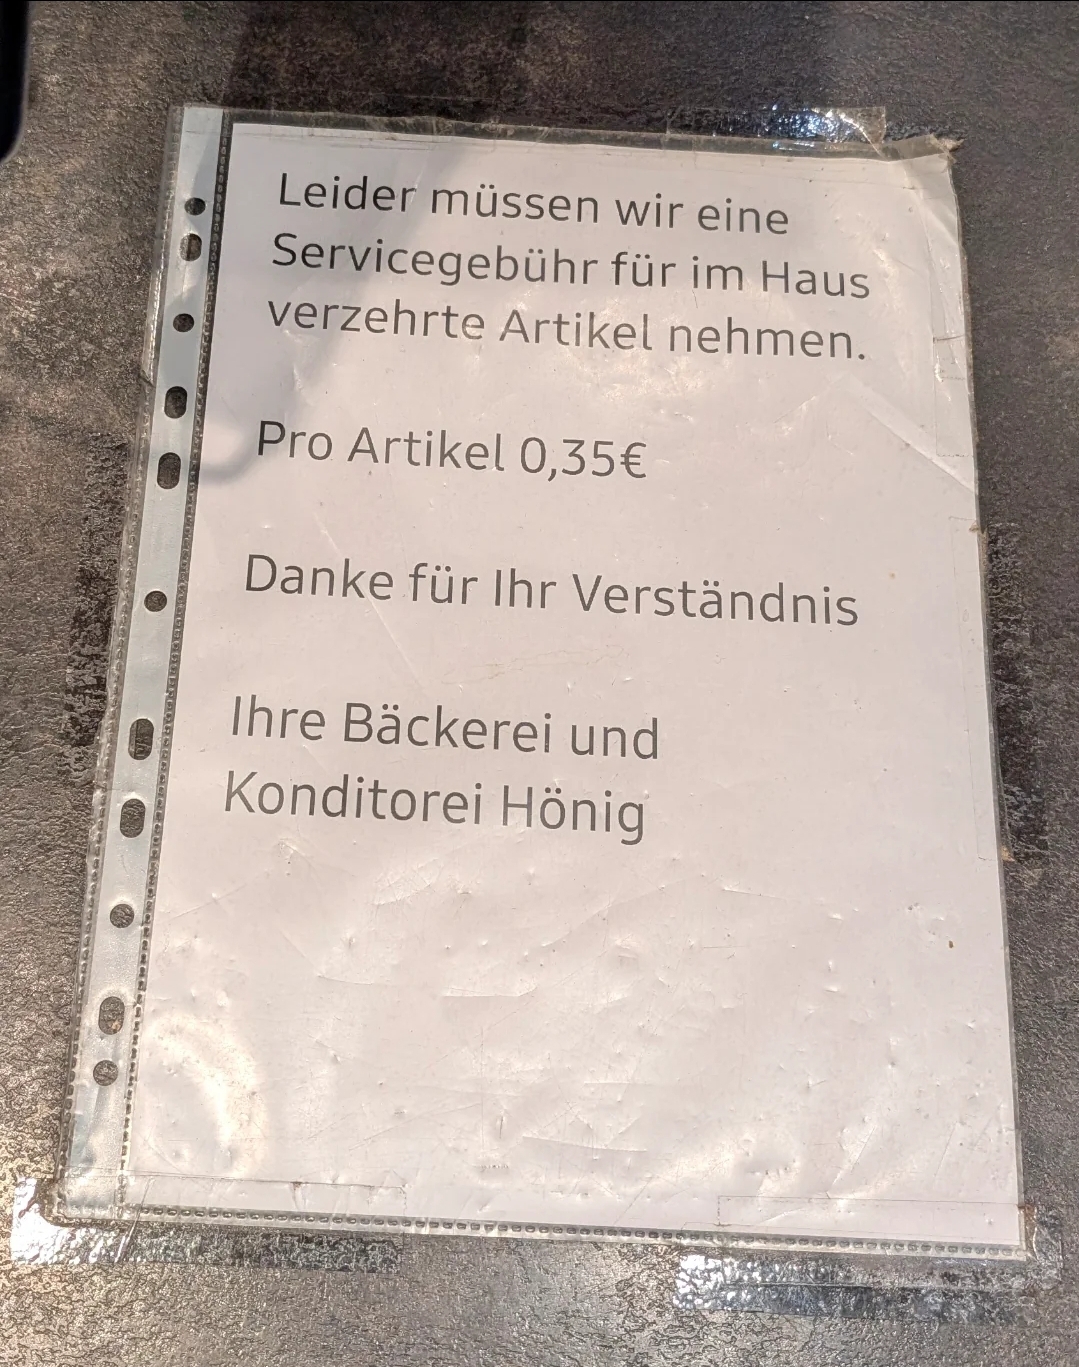 Leider müssen wir eine
Servicegebühr für im Haus
verzehrte Artikel nehmen.
Pro Artikel 0,35€
Danke für Ihr Verständnis
Ihre Bäckerei und
Konditorei Hönig